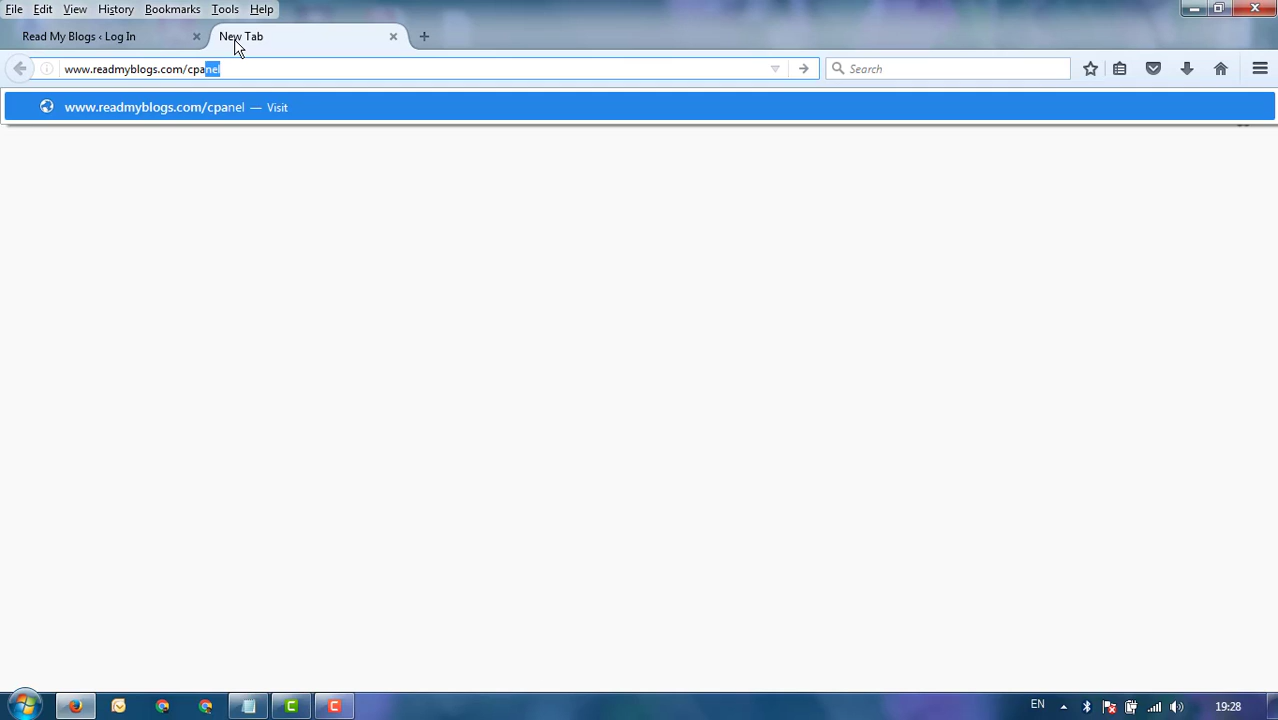 File Edit View History Bookmarks Tools Help
Read My Blogs ‹ Log In
New Tab
www.readmyblogs.com/cpanel
Search
www.readmyblogs.com/cpanel — Visit
EN
19:28